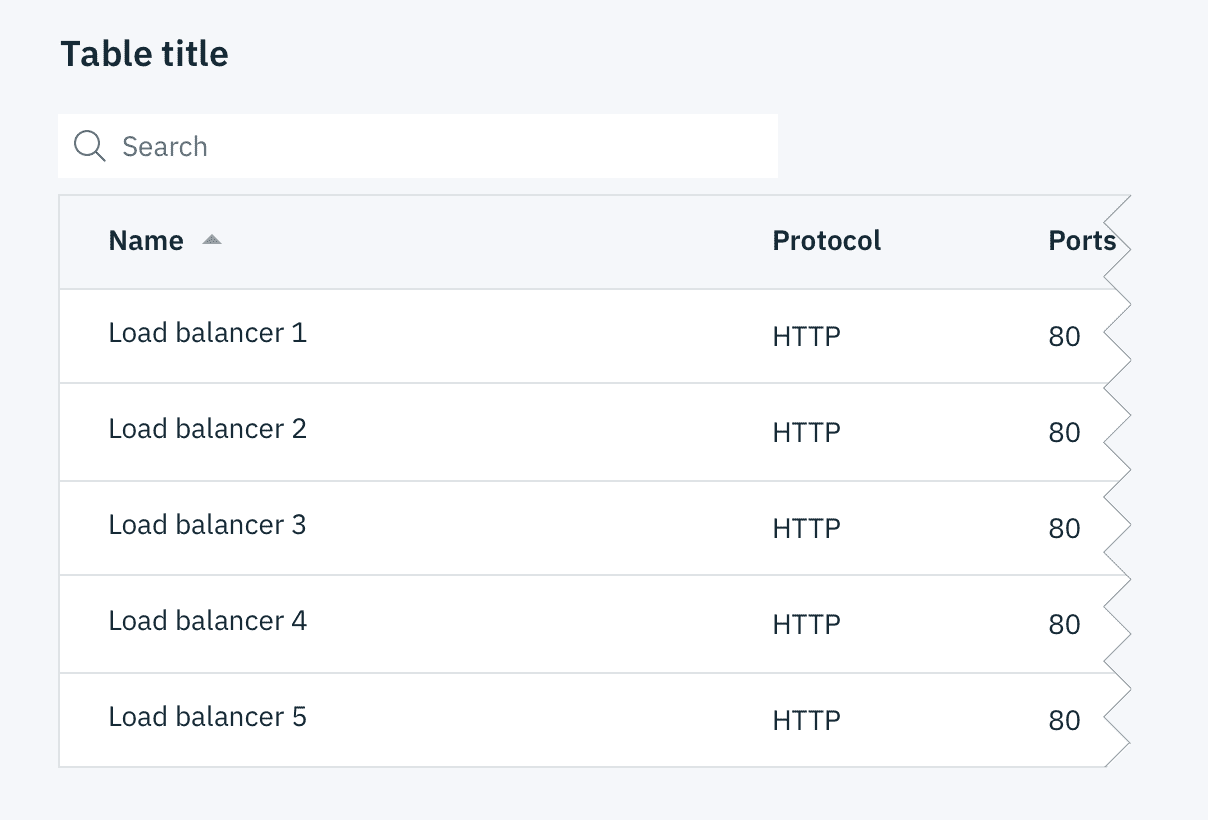 Table title
Search
Name Protocol Ports
Load balancer 1 HTTP 80
Load balancer 2 HTTP 80
Load balancer 3 HTTP 80
Load balancer 4 HTTP 80
Load balancer 5 HTTP 80